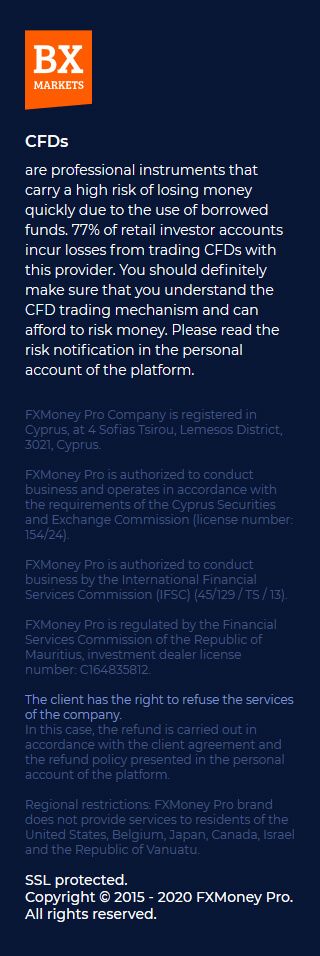 BX
MARKETS
CFDs
are professional instruments that
carry a high risk of losing money
quickly due to the use of borrowed
funds. 77% of retail investor accounts
incur losses from trading CFDs with
this provider. You should definitely
make sure that you understand the
CFD trading mechanism and can
afford to risk money. Please read the
risk notification in the personal
account of the platform.
FXMoney Pro Company is registered in
Cyprus, at 4 Sofias Tsirou, Lemesos District,
3021, Cyprus.
FXMoney Pro is authorized to conduct
business and operates in accordance with
the requirements of the Cyprus Securities
and Exchange Commission (license number:
154/24).
FXMoney Pro is authorized to conduct
business by the International Financial
Services Commission (IFSC) (45/129 / TS / 13).
FXMoney Pro is regulated by the Financial
Services Commission of the Republic of
Mauritius, investment dealer license
number: C164835812.
The client has the right to refuse the services
of the company.
In this case, the refund is carried out in
accordance with the client agreement and
the refund policy presented in the personal
account of the platform.
Regional restrictions: FXMoney Pro brand
does not provide services to residents of the
United States, Belgium, Japan, Canada, Israel
and the Republic of Vanuatu.
SSL protected.
Copyright © 2015 - 2020 FXMoney Pro.
All rights reserved.